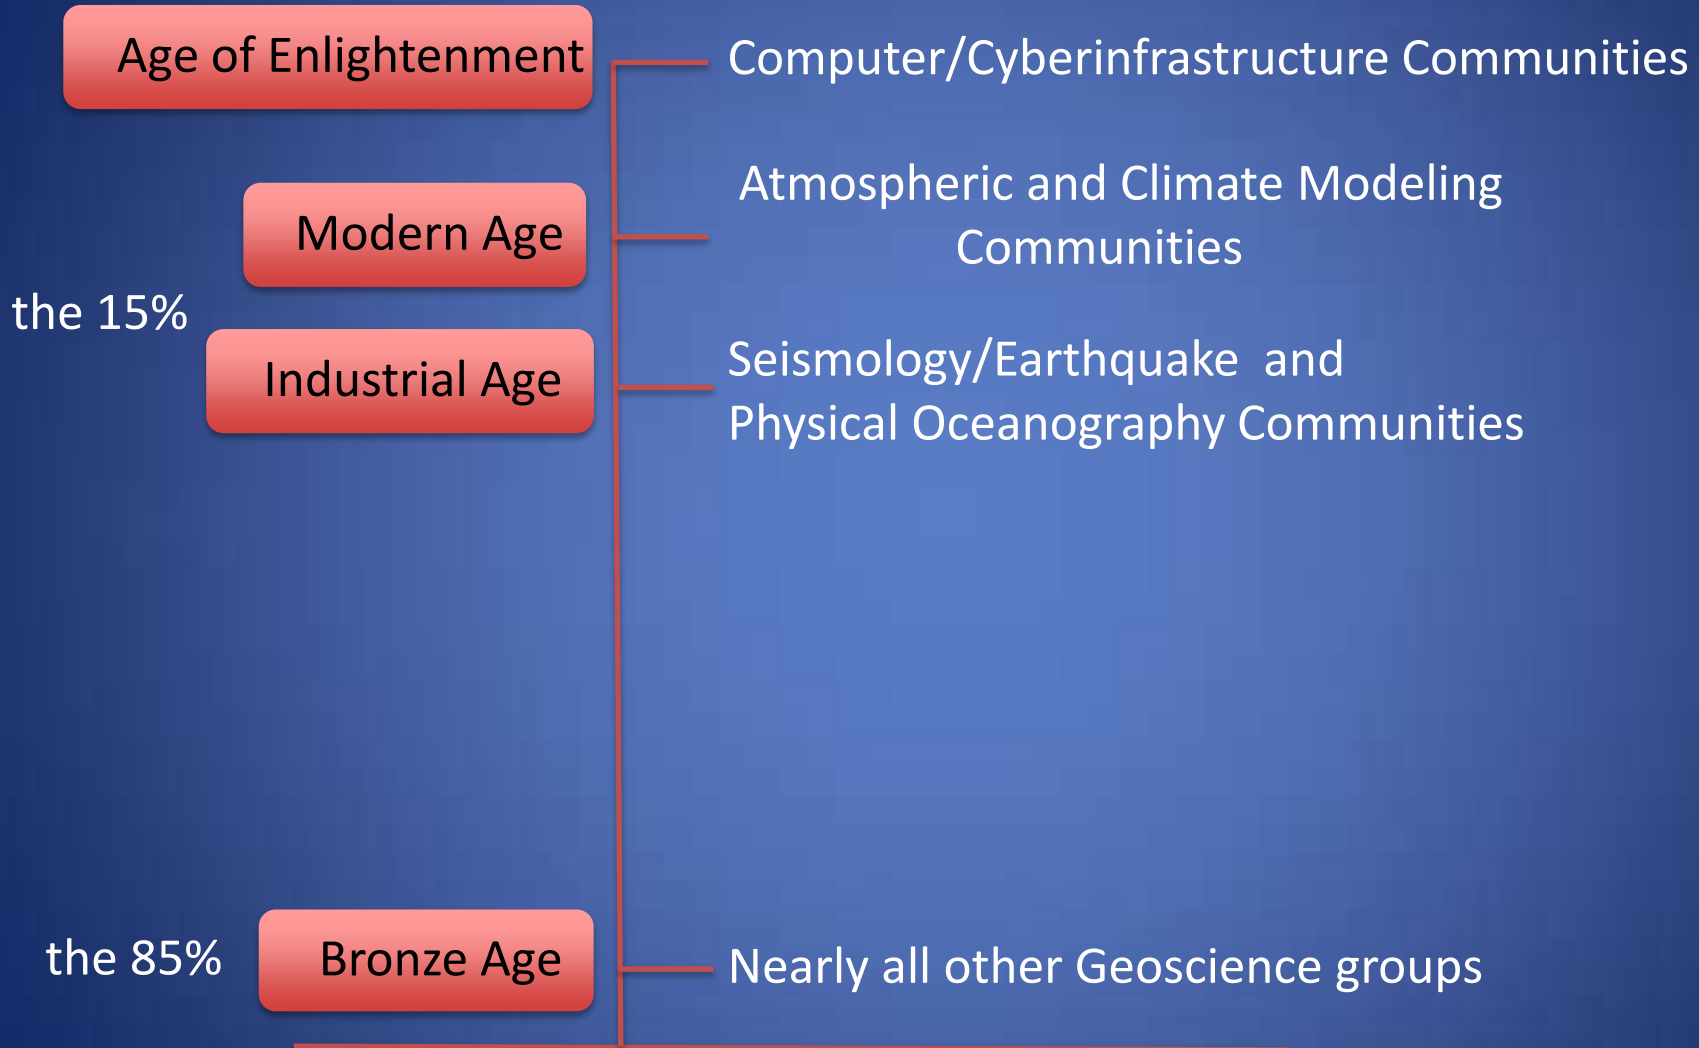 Age of Enlightenment
Computer/Cyberinfrastructure Communities
Modern Age
Atmospheric and Climate Modeling
Communities
the 15%
Industrial Age
Seismology/Earthquake  and
Physical Oceanography Communities
the 85%
Bronze Age
Nearly all other Geoscience groups